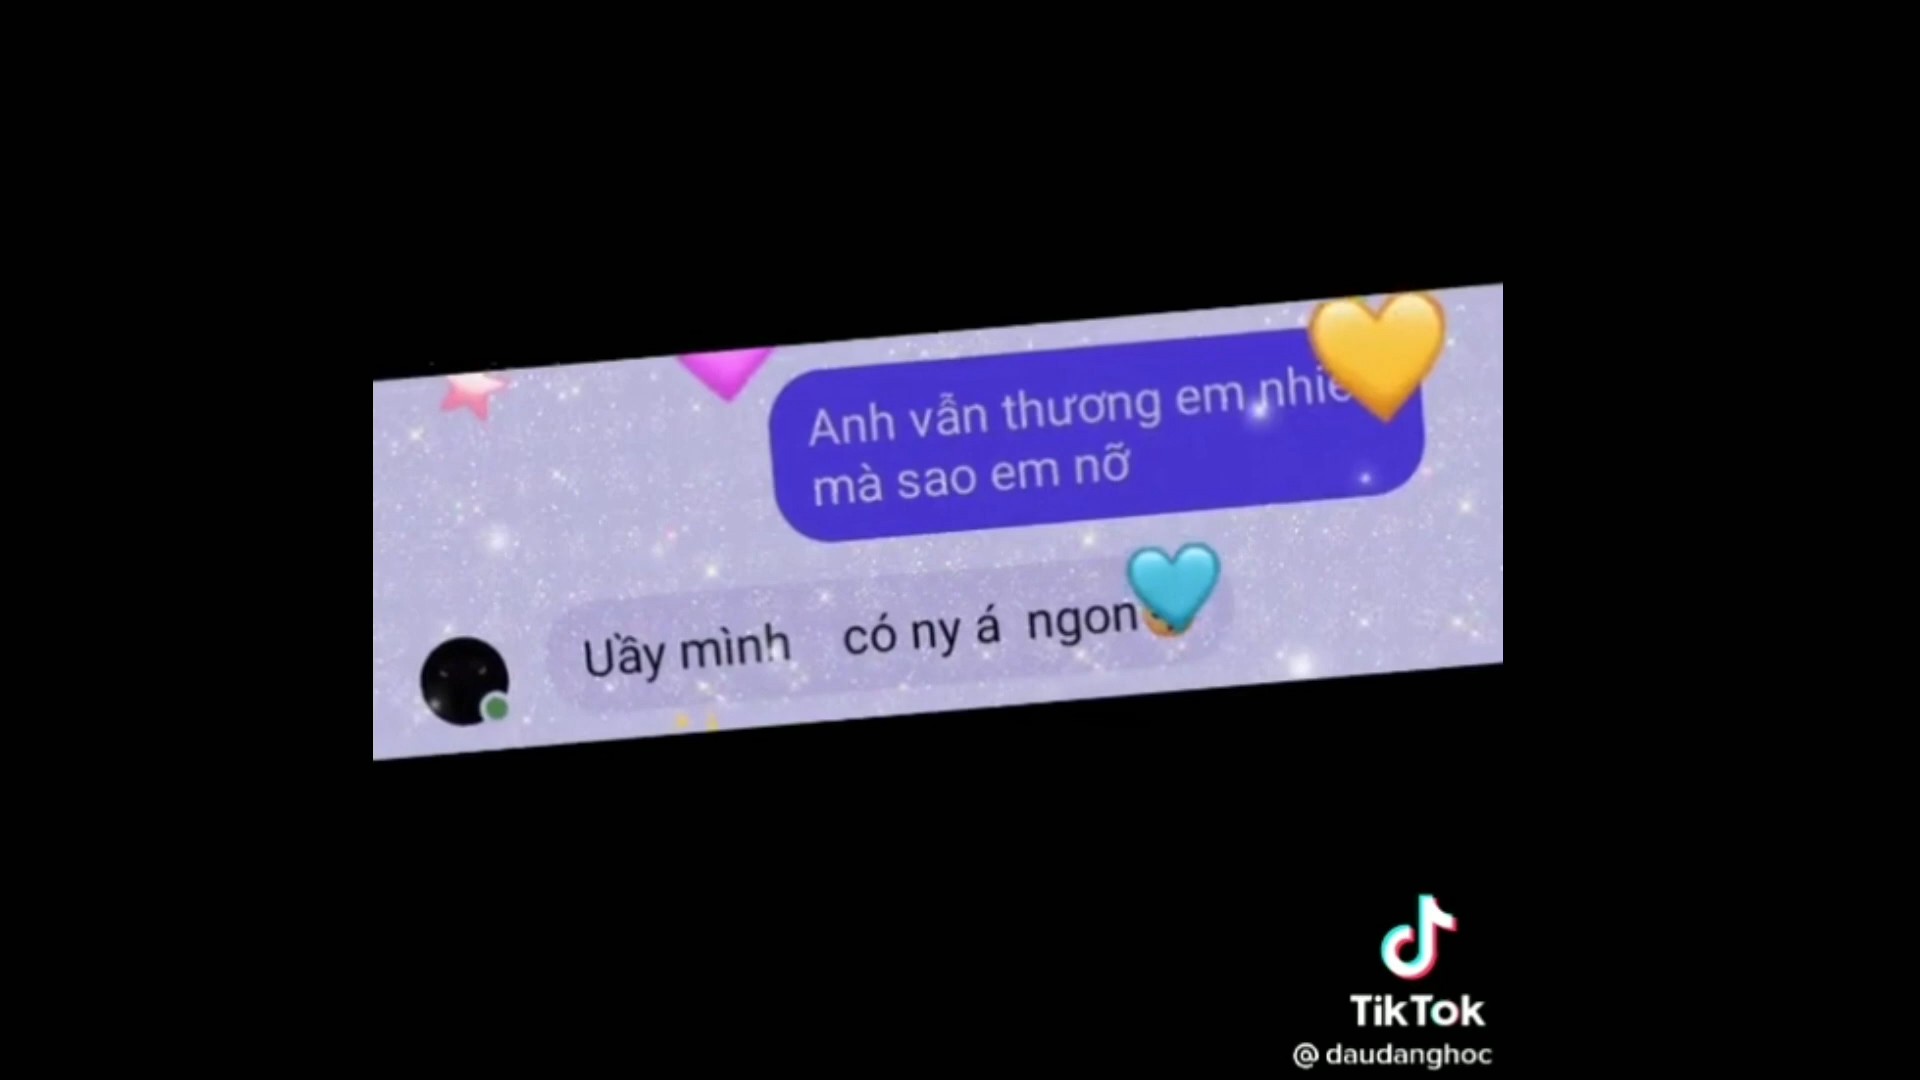 Anh vẫn thương em
mà sao em nỡ
Uầy mình có ny á ngon
TikTok
@daudanghoc